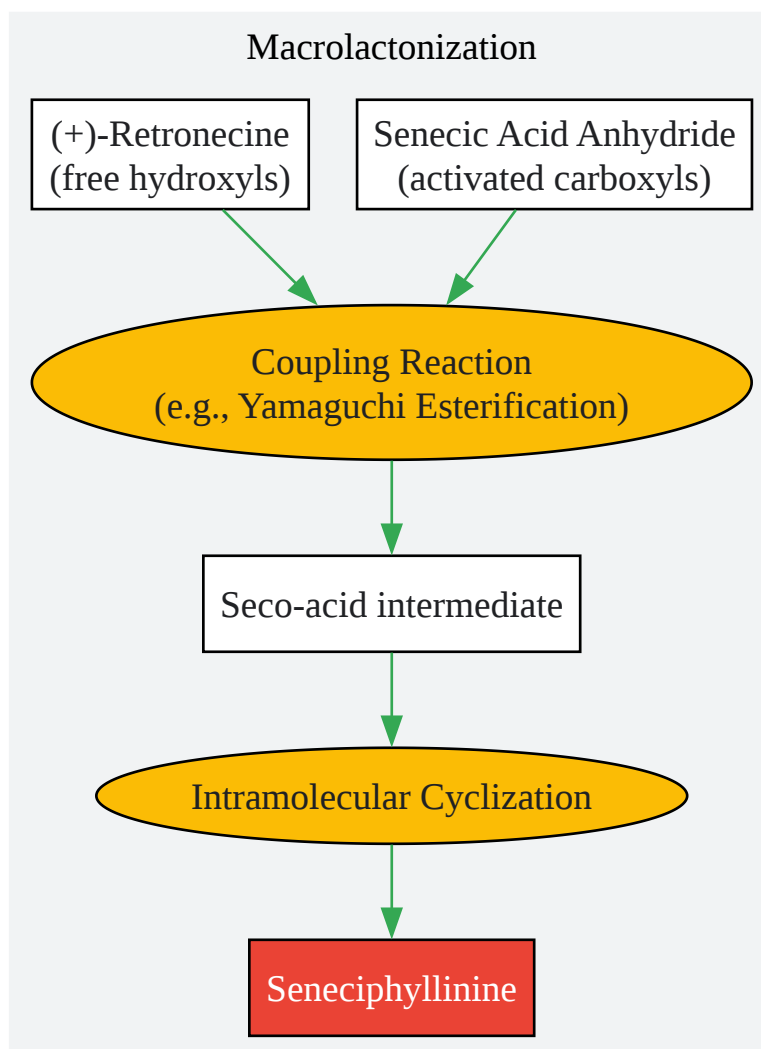 Macrolactonization
(+)-Retronecine
(free hydroxyls)
Senecic Acid Anhydride
(activated carboxyls)
Coupling Reaction
(e.g., Yamaguchi Esterification)
Seco-acid intermediate
Intramolecular Cyclization
Seneciphyllinine